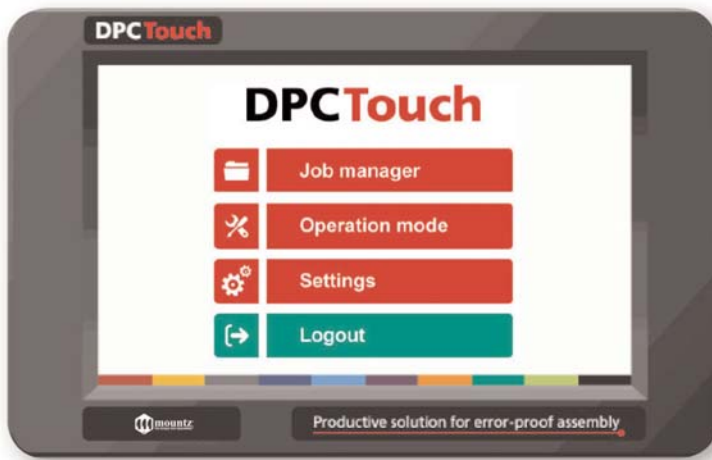 DPCTouch
DPCTouch
Job manager
Operation mode
Settings
Logout
mountz
Productive solution for error-proof assembly